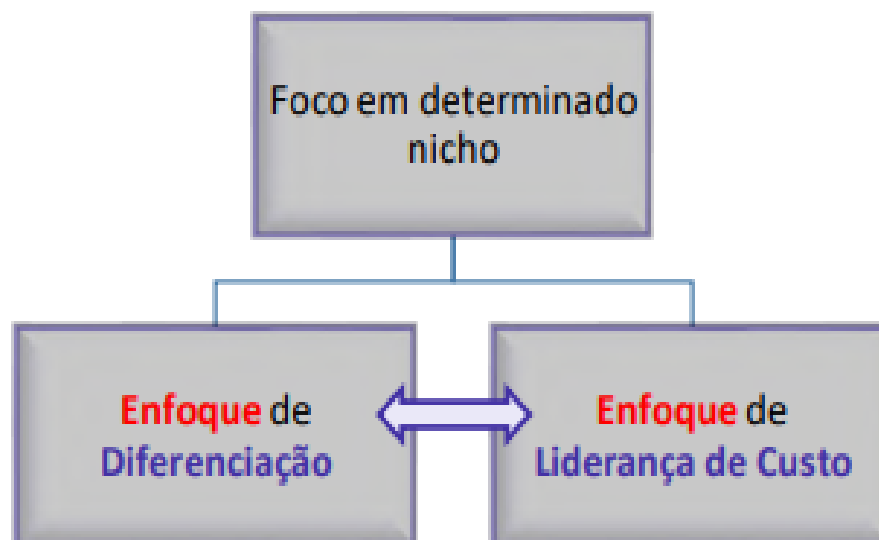 Foco em determinado
nicho
Enfoque de
Diferenciação
Enfoque de
Liderança de Custo